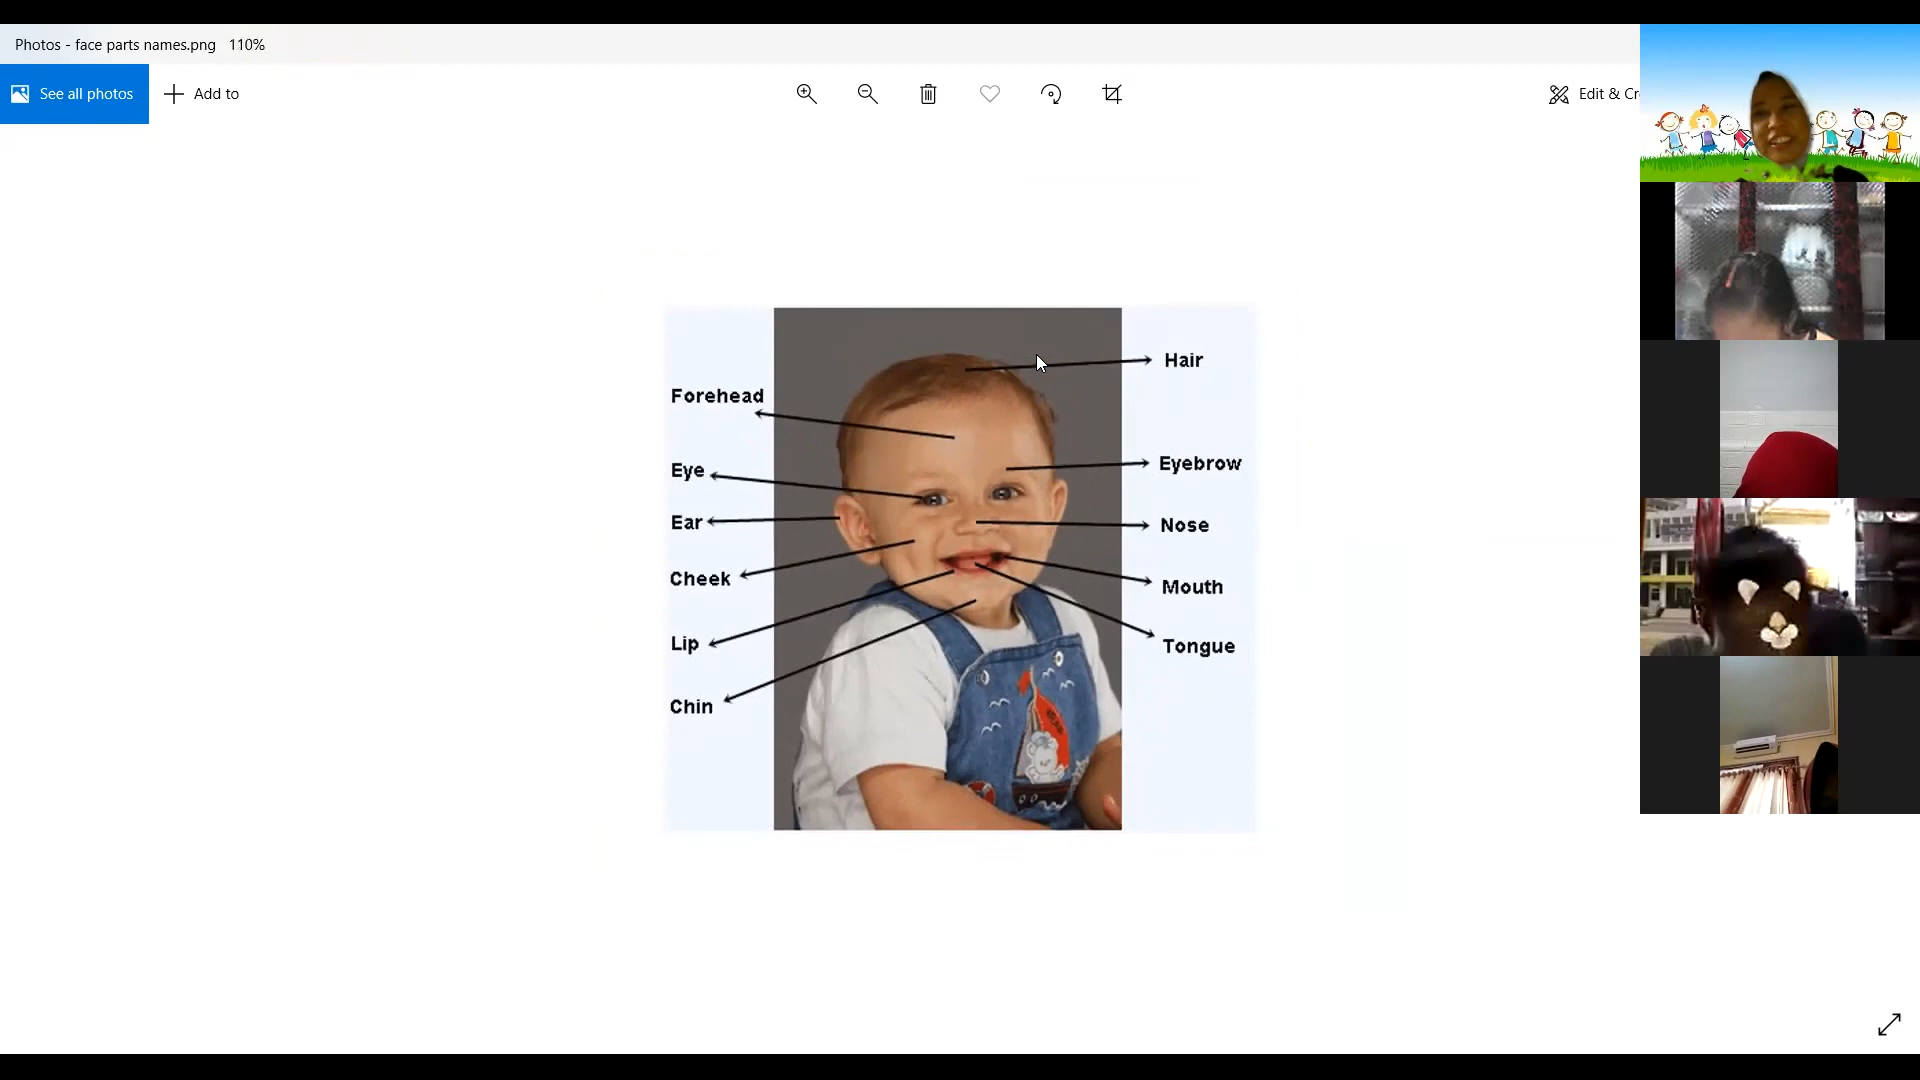 Photos - face parts names.png 110%
See all photos
Add to
Edit & Cr
Hair
Forehead
Eyebrow
Eye
Ear
Nose
Cheek
Mouth
Lip
Tongue
Chin